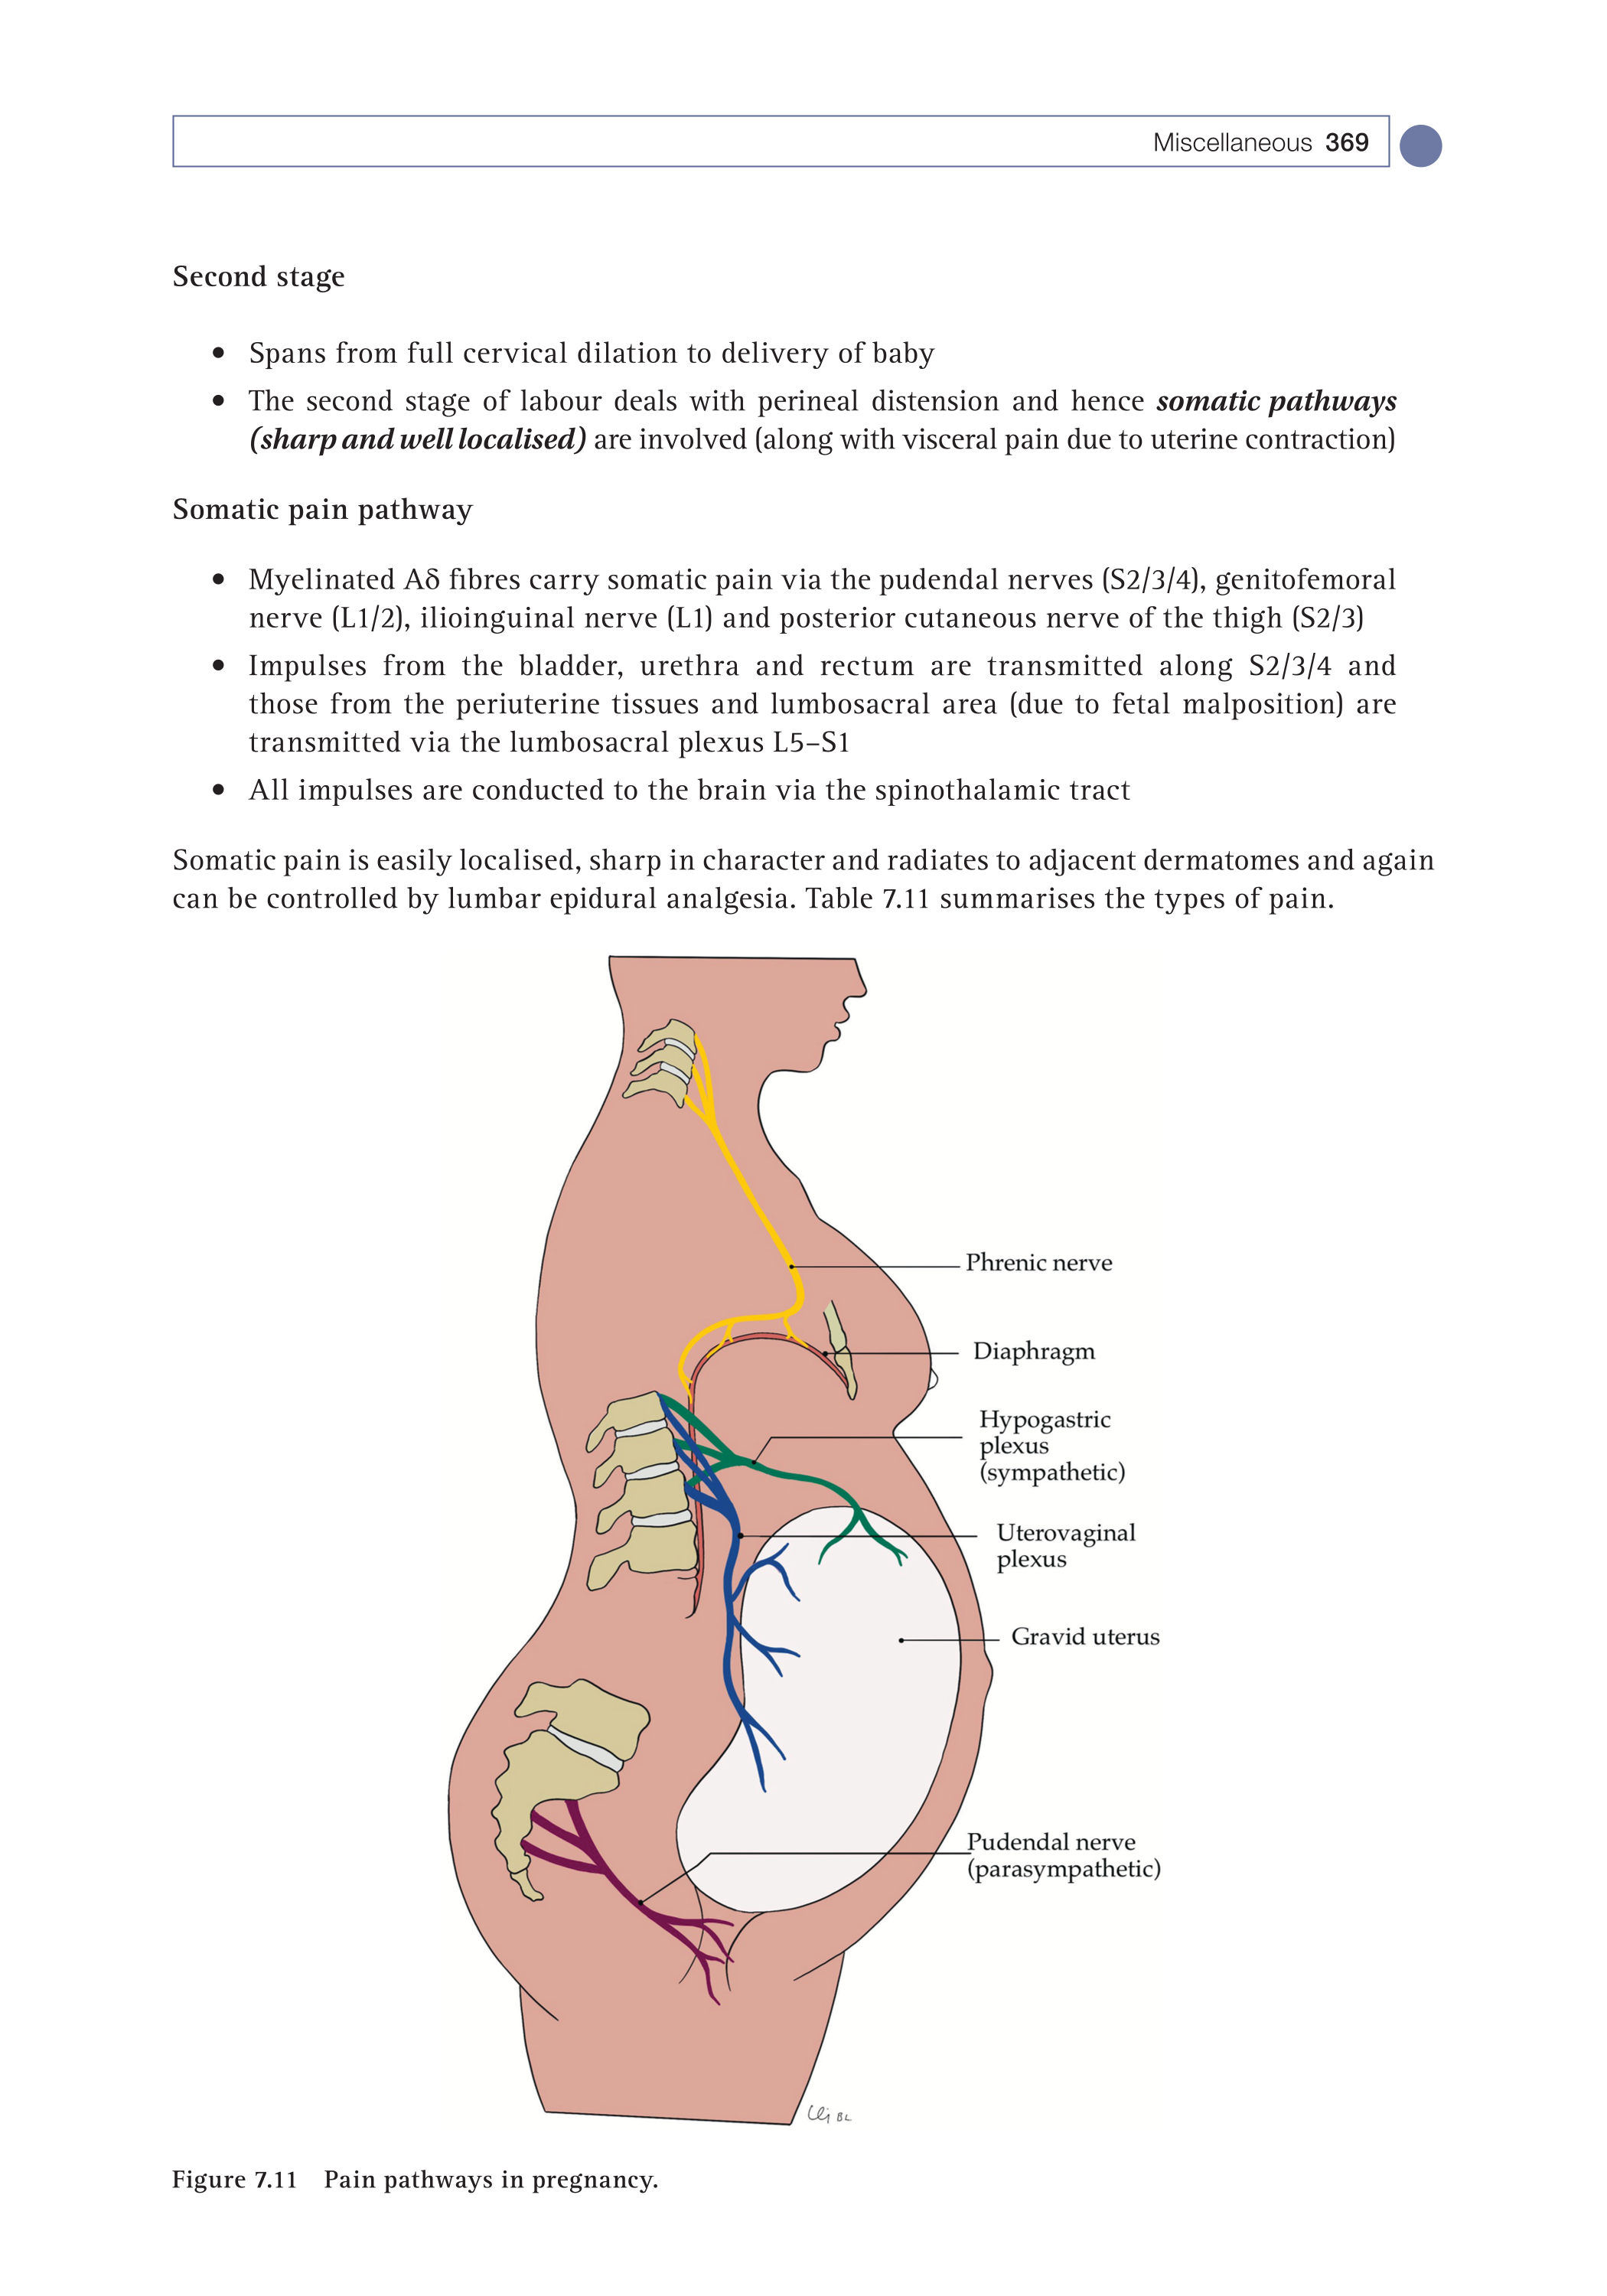 Miscellaneous 369
Second stage
• Spans from full cervical dilation to delivery of baby
• The second stage of labour deals with perineal distension and hence somatic pathways
(sharp and well localised) are involved (along with visceral pain due to uterine contraction)
Somatic pain pathway
• Myelinated Aδ fibres carry somatic pain via the pudendal nerves (S2/3/4), genitofemoral
nerve (L1/2), ilioinguinal nerve (L1) and posterior cutaneous nerve of the thigh (S2/3)
• Impulses from the bladder, urethra and rectum are transmitted along S2/3/4 and
those from the periuterine tissues and lumbosacral area (due to fetal malposition) are
transmitted via the lumbosacral plexus L5–S1
• All impulses are conducted to the brain via the spinothalamic tract
Somatic pain is easily localised, sharp in character and radiates to adjacent dermatomes and again
can be controlled by lumbar epidural analgesia. Table 7.11 summarises the types of pain.
Phrenic nerve
Diaphragm
Hypogastric
plexus
(sympathetic)
Uterovaginal
plexus
Gravid uterus
Pudendal nerve
(parasympathetic)
Figure 7.11 Pain pathways in pregnancy.